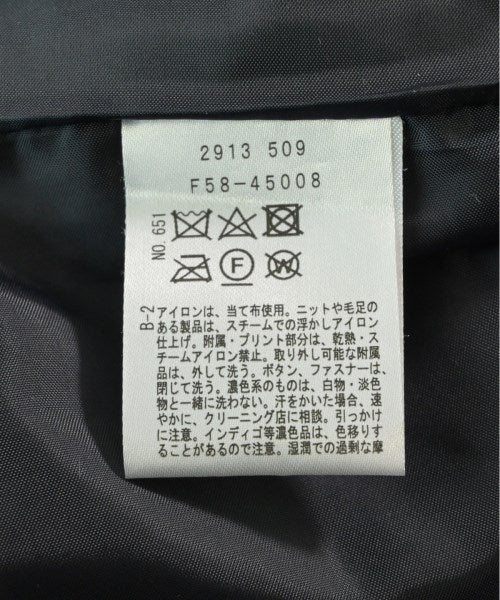 2913 509
F58-45008
NO.651
F
W
B-2
アイロンは、当て布使用。ニットや毛足の
ある製品は、スチームでの浮かしアイロン
仕上げ。附属・プリント部分は、乾熱・ス
チームアイロン禁止。取り外し可能な附属
品は、外して洗う。ボタン、ファスナーは、
閉じて洗う。濃色系のものは、白物・淡色
物と一緒に洗わない。汗をかいた場合、速
やかに、クリーニング店に相談。引っかけ
に注意。インディゴ等濃色品は、色移りす
ることがあるので注意。湿潤での過剰な摩